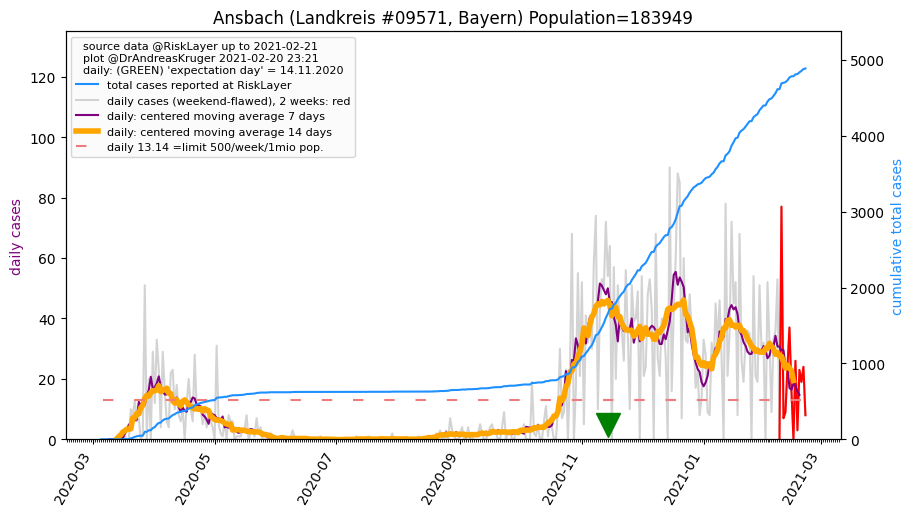 Ansbach (Landkreis #09571, Bayern) Population=183949
source data @RiskLayer up to 2021-02-21
plot @DrAndreasKruger 2021-02-20 23:21
daily: (GREEN) 'expectation day' = 14.11.2020
total cases reported at RiskLayer
daily cases (weekend-flawed), 2 weeks: red
daily: centered moving average 7 days
daily: centered moving average 14 days
daily 13.14 =limit 500/week/1mio pop.
daily cases
120
100
80
60
40
20
0
5000
4000
3000
2000
1000
0
cumulative total cases
2020-03
2020-05
2020-07
2020-09
2020-11
2021-01
2021-03